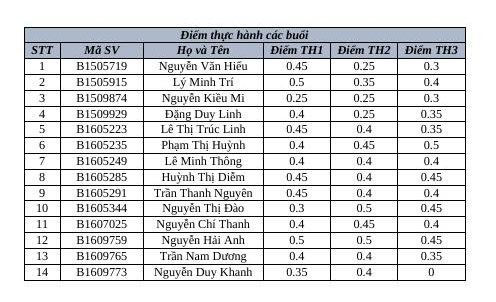 Điểm thực hành các buổi
STT Mã SV Họ và Tên Điểm TH1 Điểm TH2 Điểm TH3
1 B1505719 Nguyễn Văn Hiếu 0.45 0.25 0.3
2 B1505915 Lý Minh Trí 0.5 0.35 0.4
3 B1509874 Nguyễn Kiều Mi 0.25 0.25 0.3
4 B1509929 Đặng Duy Linh 0.4 0.25 0.35
5 B1605223 Lê Thị Trúc Linh 0.45 0.4 0.35
6 B1605235 Phạm Thị Huỳnh 0.4 0.45 0.5
7 B1605249 Lê Minh Thông 0.4 0.4 0.4
8 B1605285 Huỳnh Thị Diễm 0.45 0.4 0.45
9 B1605291 Trần Thanh Nguyên 0.45 0.4 0.4
10 B1605344 Nguyễn Thị Đào 0.3 0.5 0.45
11 B1607025 Nguyễn Chí Thanh 0.4 0.45 0.4
12 B1609759 Nguyễn Hải Anh 0.5 0.5 0.45
13 B1609765 Trần Nam Dương 0.4 0.4 0.35
14 B1609773 Nguyễn Duy Khanh 0.35 0.4 0